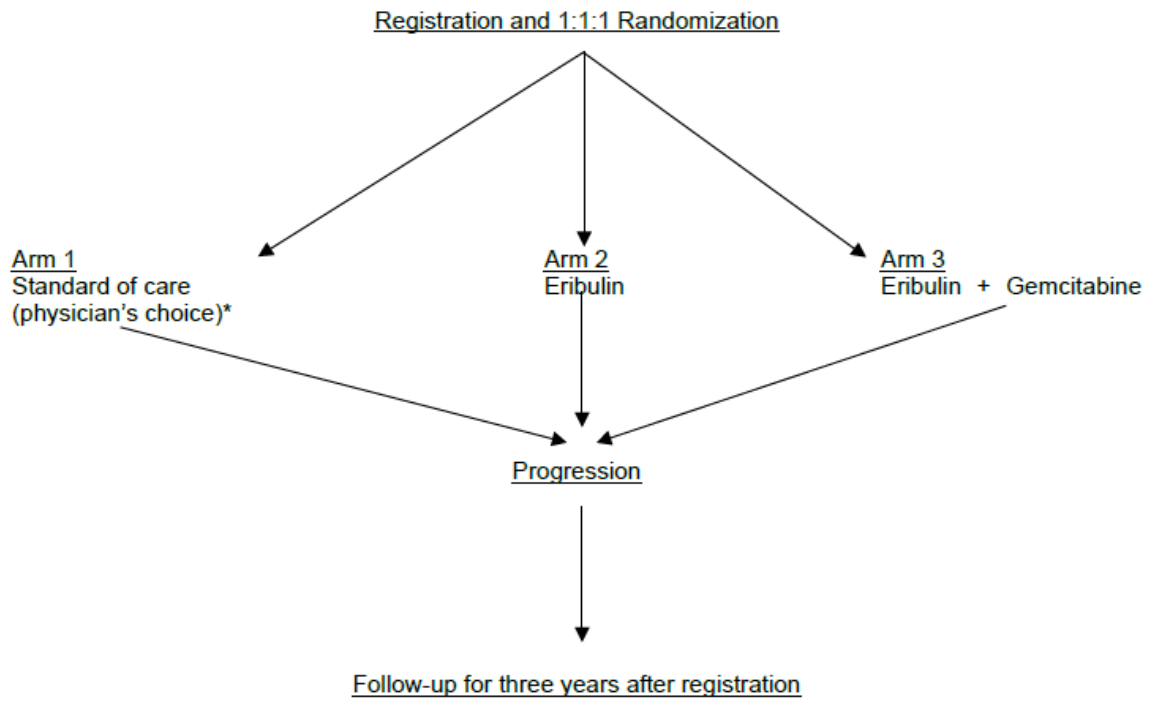 Registration and 1:1:1 Randomization
Arm 1
Standard of care
(physician's choice)*
Arm 2
Eribulin
Arm 3
Eribulin + Gemcitabine
Progression
Follow-up for three years after registration